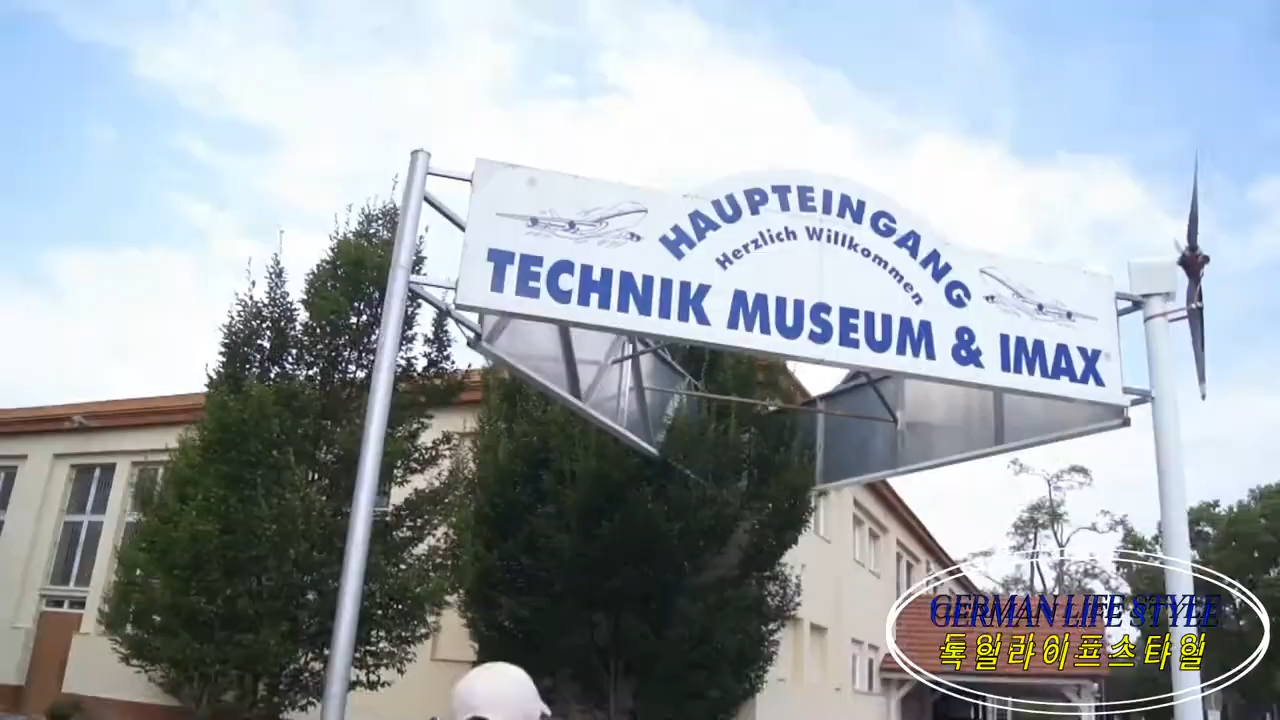 HAUPTEINGANG
Herzlich Willkommen
TECHNIK MUSEUM & IMAX
GERMAN LIFE STYLE
독일라이프스타일